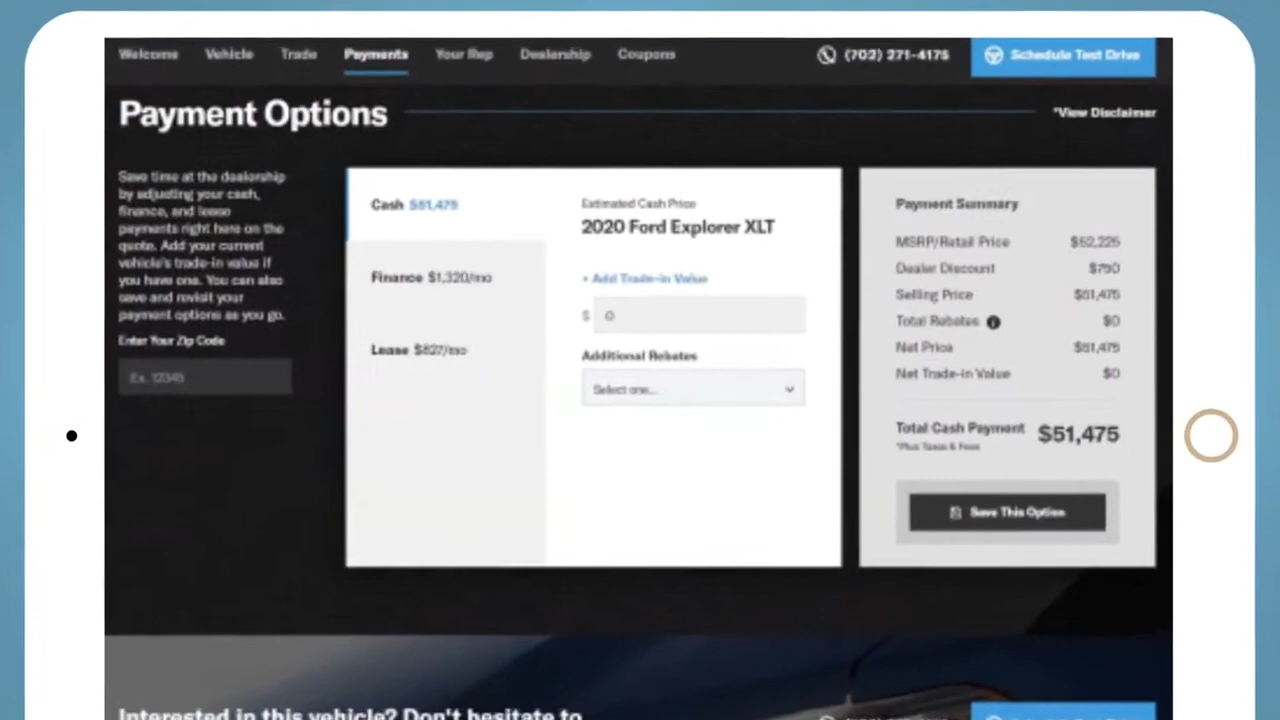 Welcome Vehicle Trade Payments Your Rep Dealership Coupons (702) 271-4175 Schedule Test Drive
Payment Options
*View Disclaimer
Save time at the dealership
by adjusting your cash,
finance, and lease
payments right here on the
quote. Add your current
vehicle's trade-in value if
you have one. You can also
save and revisit your
payment options as you go.
Enter Your Zip Code
Ex. 12345
Cash $51,475
Finance $1,320/mo
Lease $827/mo
Estimated Cash Price
2020 Ford Explorer XLT
+ Add Trade-in Value
$ 0
Additional Rebates
Select one...
Payment Summary
MSRP/Retail Price $52,225
Dealer Discount $750
Selling Price $51,475
Total Rebates $0
Net Price $51,475
Net Trade-in Value $0
Total Cash Payment $51,475
*Plus Taxes & Fees
Save This Option
Interested in this vehicle? Don't hesitate to